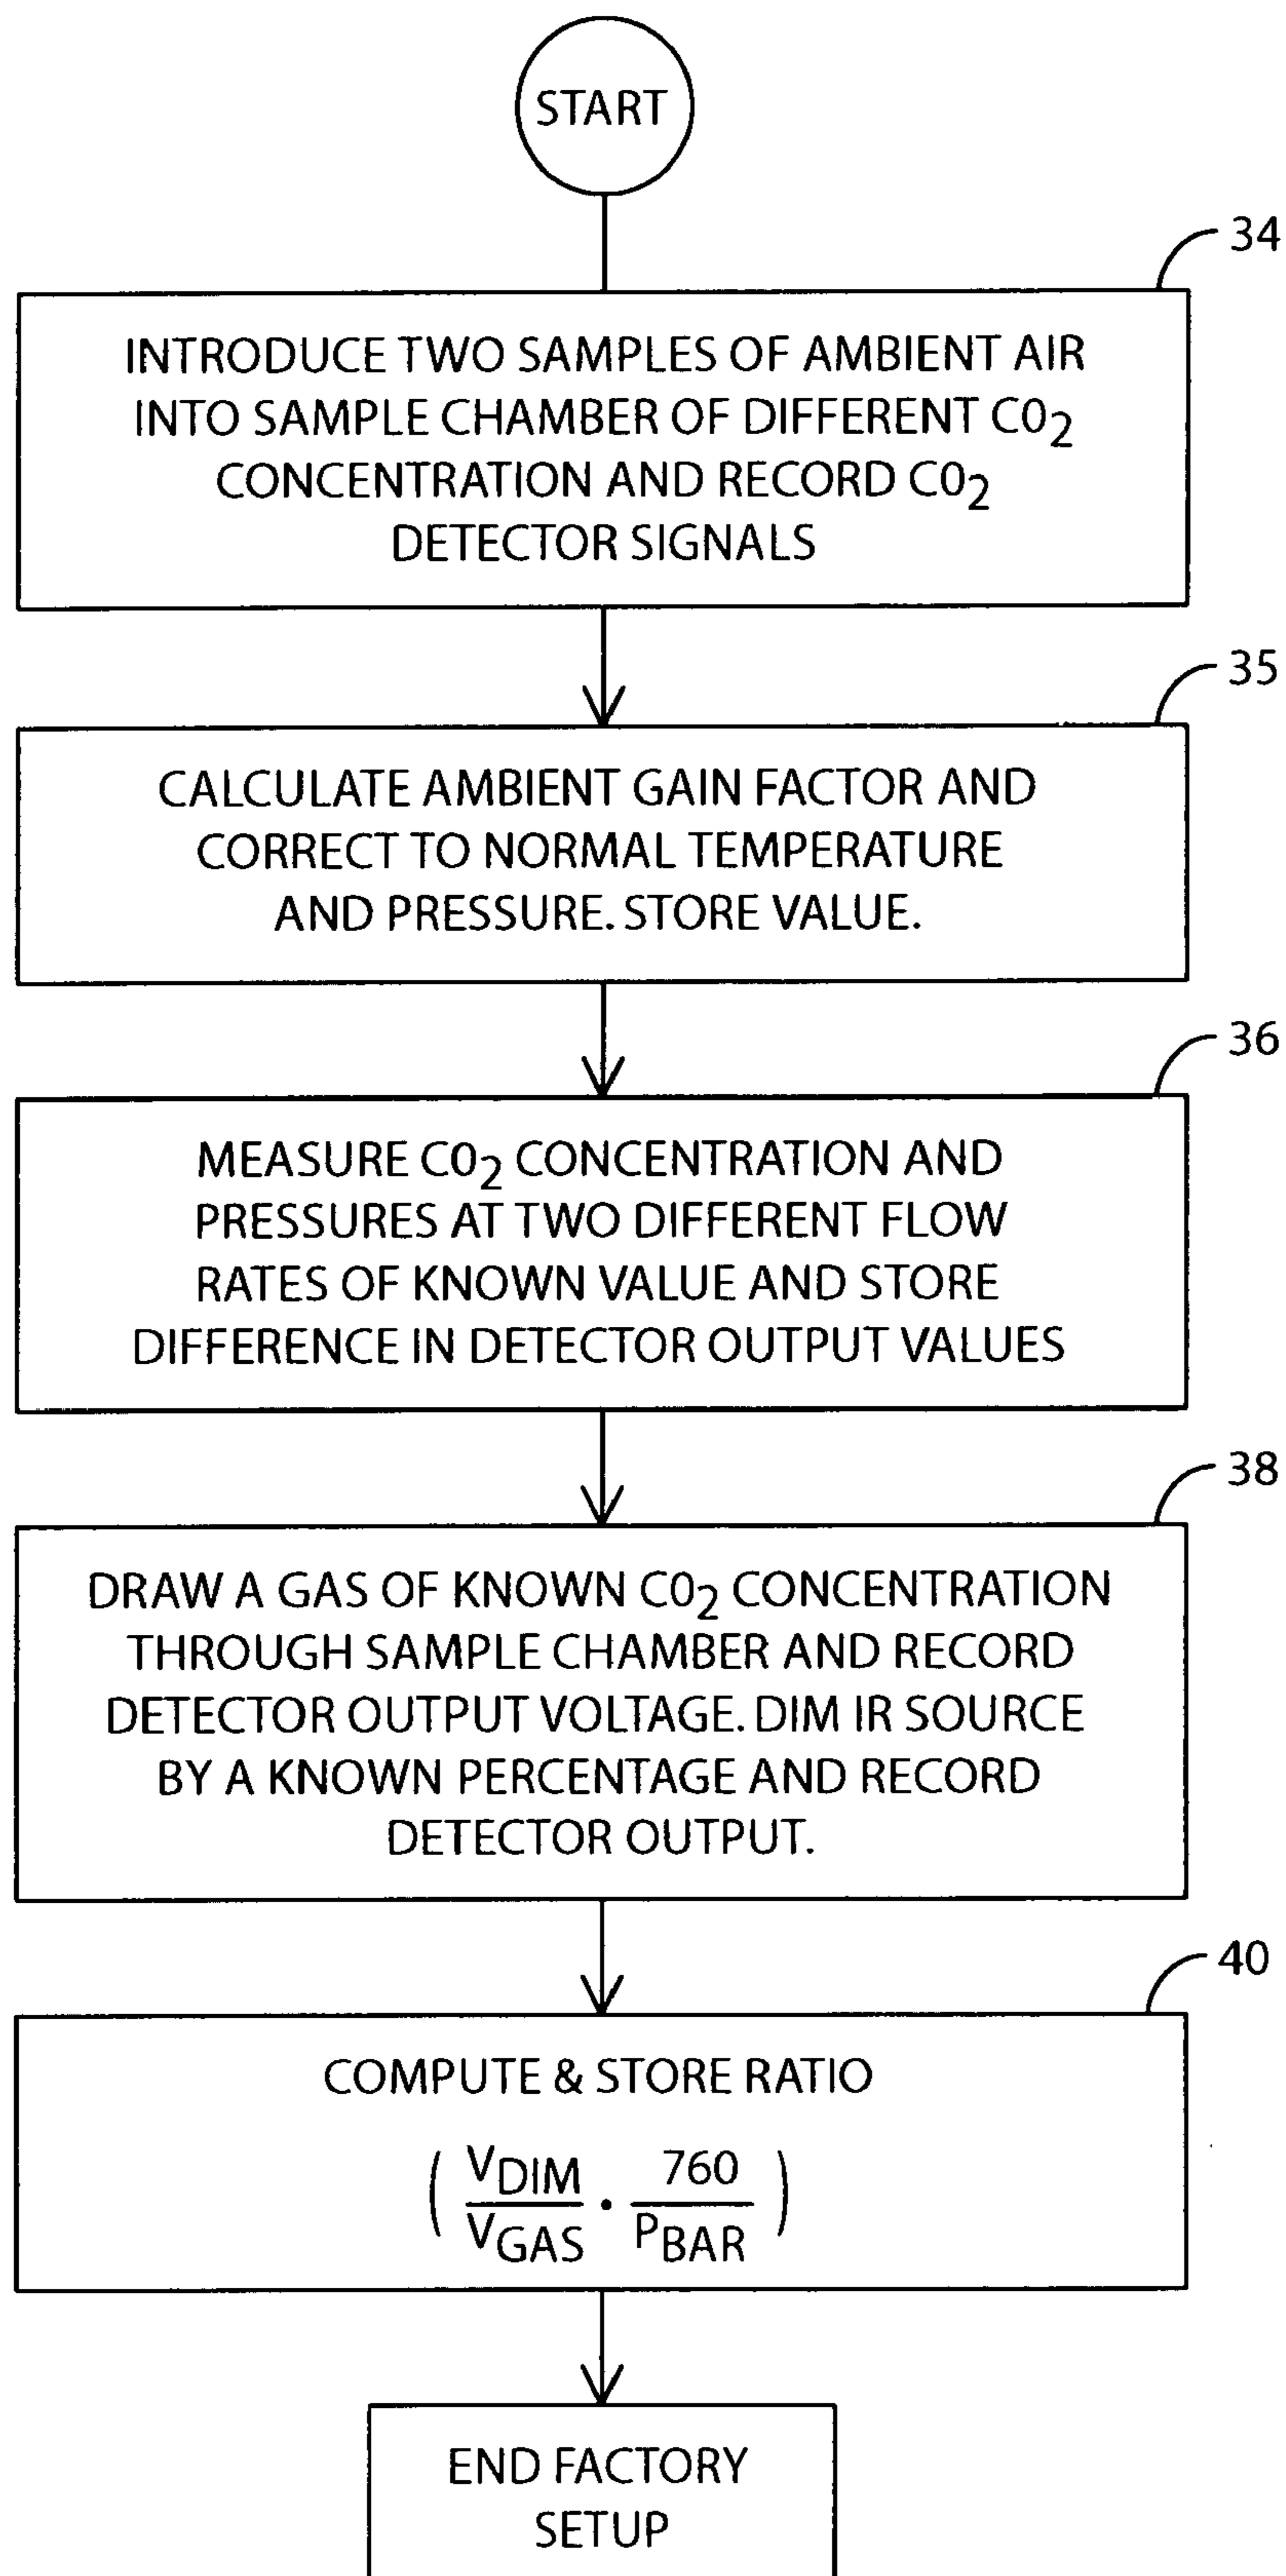 START
34
INTRODUCE TWO SAMPLES OF AMBIENT AIR
INTO SAMPLE CHAMBER OF DIFFERENT C0₂
CONCENTRATION AND RECORD C0₂
DETECTOR SIGNALS
35
CALCULATE AMBIENT GAIN FACTOR AND
CORRECT TO NORMAL TEMPERATURE
AND PRESSURE. STORE VALUE.
36
MEASURE C0₂ CONCENTRATION AND
PRESSURES AT TWO DIFFERENT FLOW
RATES OF KNOWN VALUE AND STORE
DIFFERENCE IN DETECTOR OUTPUT VALUES
38
DRAW A GAS OF KNOWN C0₂ CONCENTRATION
THROUGH SAMPLE CHAMBER AND RECORD
DETECTOR OUTPUT VOLTAGE. DIM IR SOURCE
BY A KNOWN PERCENTAGE AND RECORD
DETECTOR OUTPUT.
40
COMPUTE & STORE RATIO
( VDIM/VGAS • 760/PBAR )
END FACTORY
SETUP